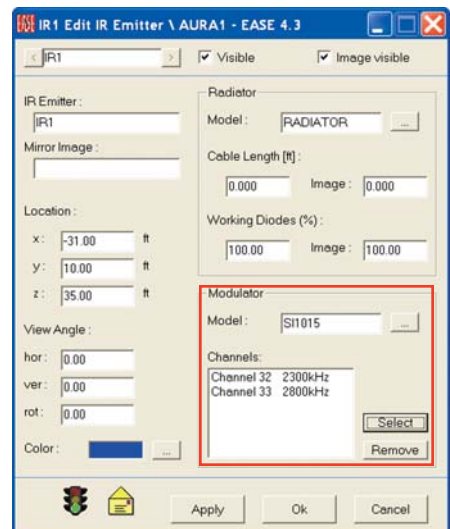 IR1 Edit IR Emitter \ AURA1 - EASE 4.3
< IR1 >
Visible
Image visible
IR Emitter :
IR1
Mirror Image :
Location :
x: -31.00 ft
y: 10.00 ft
z: 35.00 ft
View Angle :
hor: 0.00
ver: 0.00
rot: 0.00
Color: ...
Radiator
Model: RADIATOR ...
Cable Length [ft] :
0.000 Image : 0.000
Working Diodes (%) :
100.00 Image : 100.00
Modulator
Model: SI1015 ...
Channels:
Channel 32 2300kHz
Channel 33 2800kHz
Select
Remove
Apply
Ok
Cancel